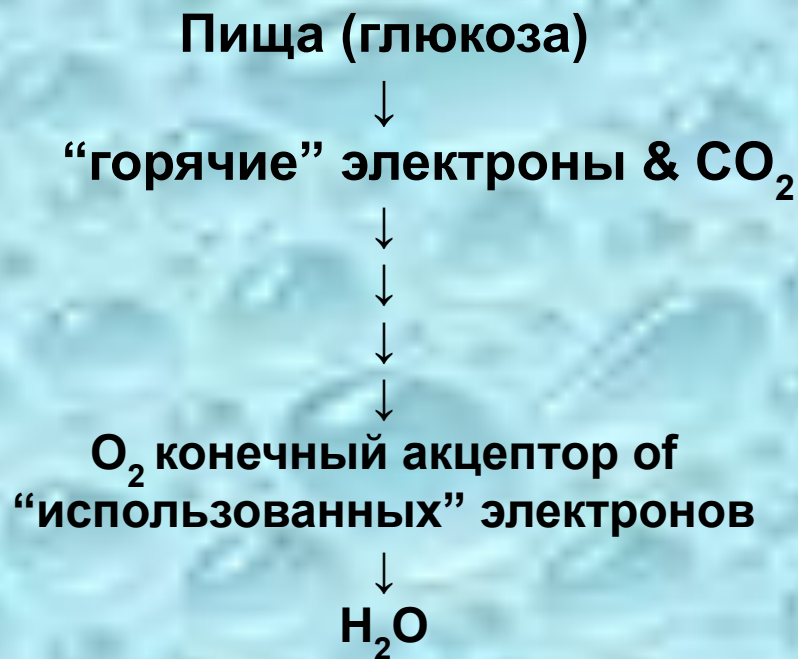 Пища (глюкоза)
↓
“горячие” электроны & CO₂
↓
↓
↓
↓
O₂ конечный акцептор of
“использованных” электронов
↓
H₂O